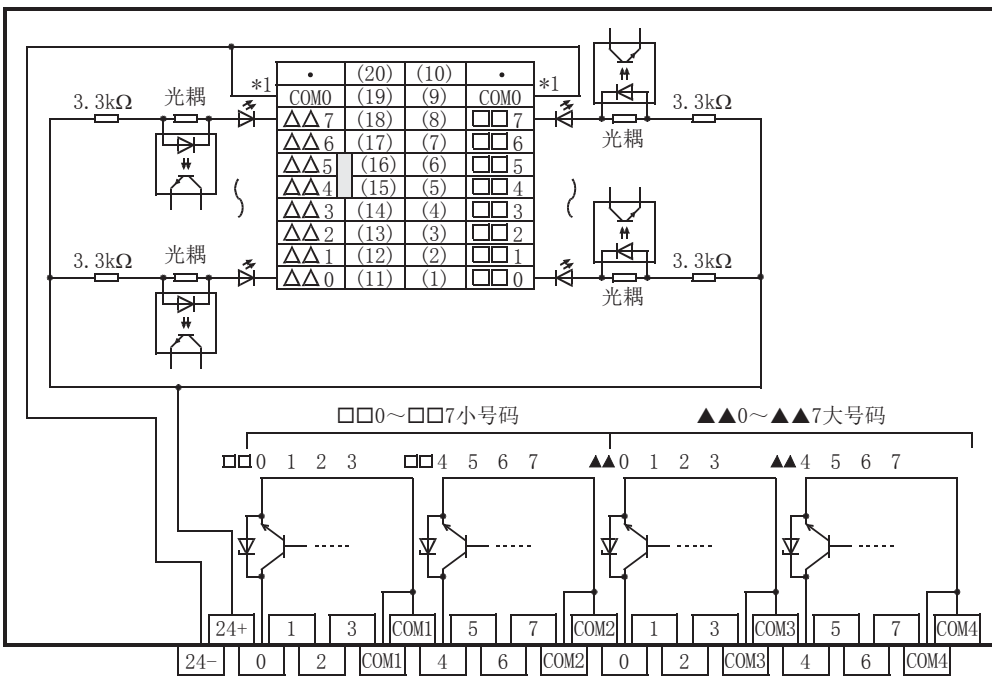 • (20) (10) •
*1 COM0 (19) (9) COM0 *1
3.3kΩ 光耦 △△7 (18) (8) □□7 光耦 3.3kΩ
△△6 (17) (7) □□6
△△5 (16) (6) □□5
△△4 (15) (5) □□4
△△3 (14) (4) □□3
△△2 (13) (3) □□2
△△1 (12) (2) □□1
3.3kΩ 光耦 △△0 (11) (1) □□0 光耦 3.3kΩ
□□0~□□7小号码 ▲▲0~▲▲7大号码
□□0 1 2 3 □□4 5 6 7 ▲▲0 1 2 3 ▲▲4 5 6 7
24+ 1 3 COM1 5 7 COM2 1 3 COM3 5 7 COM4
24- 0 2 COM1 4 6 COM2 0 2 COM3 4 6 COM4